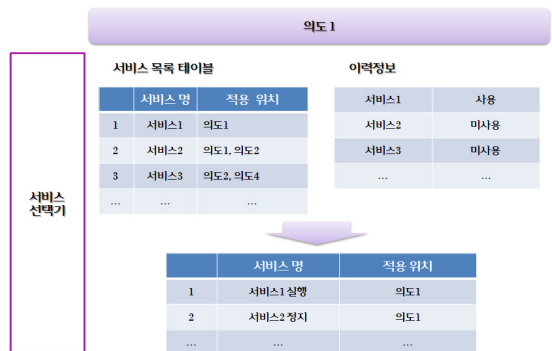 의도 1
서비스 목록 테이블
서비스 명 적용 위치
1 서비스1 의도1
2 서비스2 의도1, 의도2
3 서비스3 의도2, 의도4
... ... ...
이력정보
서비스1 사용
서비스2 미사용
서비스3 미사용
... ...
서비스
선택기
서비스 명 적용 위치
1 서비스1 실행 의도1
2 서비스2 정지 의도1
... ... ...